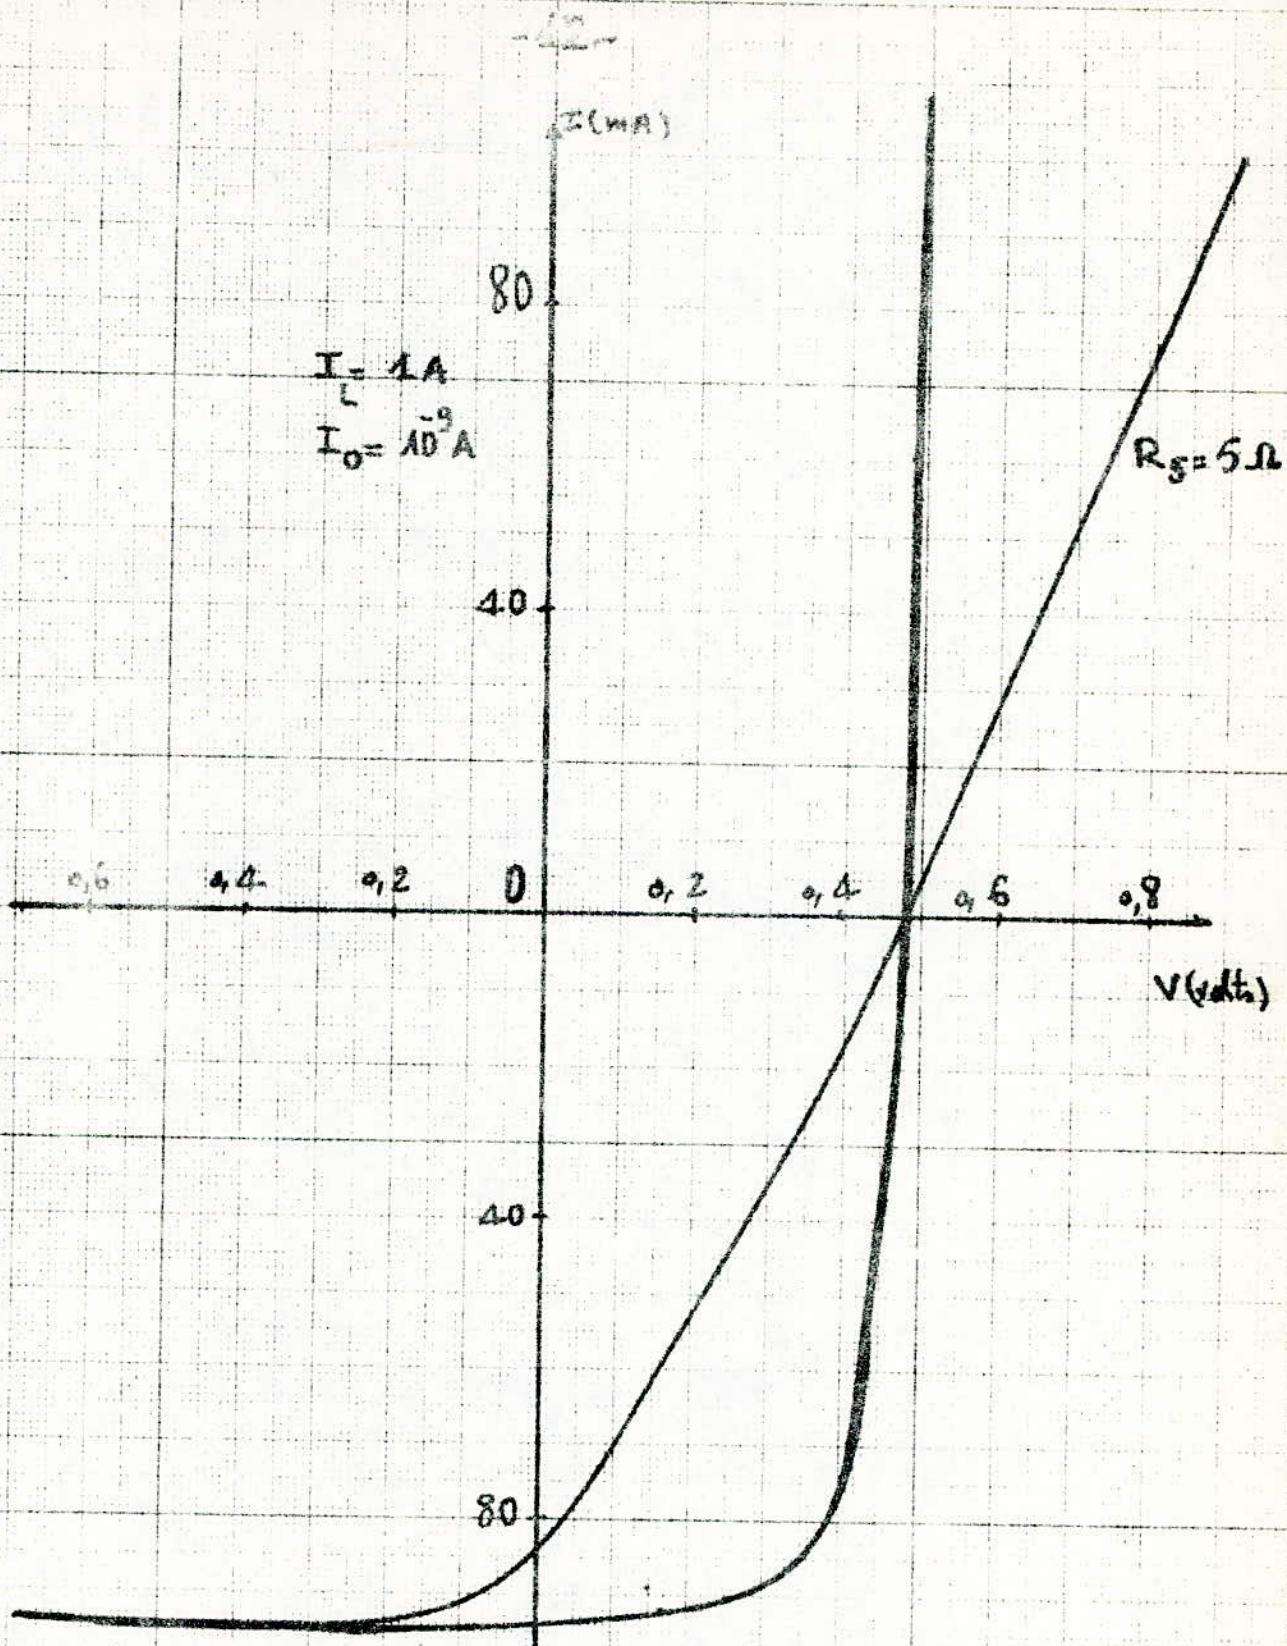 -42-
I(mA)
80
I_L = 1A
I_0 = 10^-9 A
R_S = 5 Ω
40
0,6 0,4 0,2 0 0,2 0,4 0,6 0,8
V(volts)
40
80